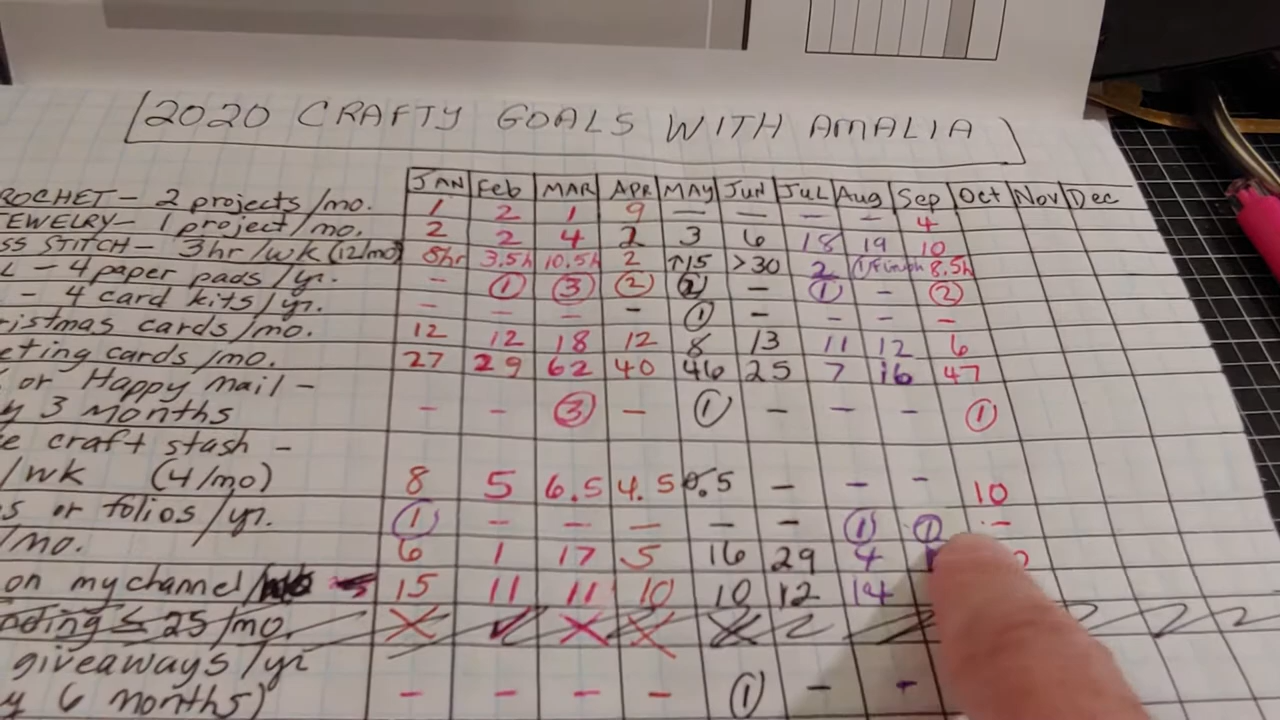 2020 CRAFTY GOALS WITH AMALIA
JAN Feb MAR APR MAY Jun JUL Aug Sep Oct Nov Dec
ROCHET - 2 projects/mo. 1 2 1 9 - - - - 4
EWELRY - 1 project/mo. 2 2 4 2 3 6 18 19 10
SS STITCH - 3hr/wk (12/mo) 5hr 3.5h 10.5h 2 ↑15 >30 2 8.5h
L - 4 paper pads/yr. - 1 3 2 2 - 1 - 2
- 4 card kits/yr. - - - - 1 - - - -
istmas cards/mo. 12 12 18 12 8 13 11 12 6
eting cards/mo. 27 29 62 40 46 25 7 16 47
or Happy mail -
y 3 months - - 3 - 1 - - - 1
e craft stash -
/wk (4/mo) 8 5 6.5 4.5 .5 - - - 10
s or folios/yr. 1 - - - - - 1 1 -
/mo. 6 1 17 5 16 29 4
on my channel/ 15 11 11 10 10 12 14
nding ≤ 25/mo. X ✓ X X
giveaways/yr
y 6 months) - - - - 1 - -